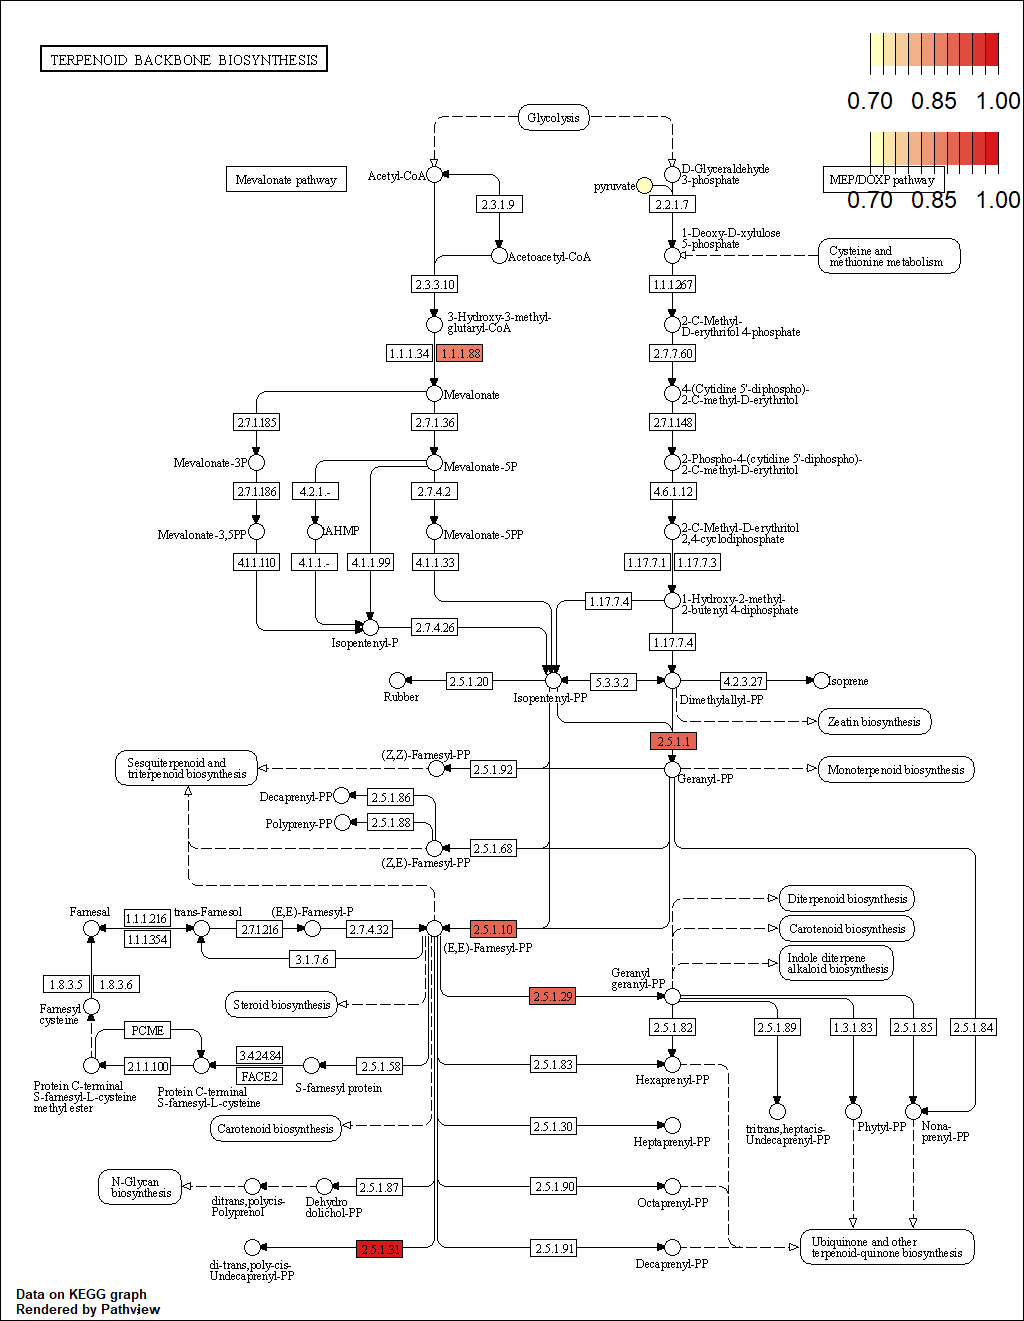 TERPENOID BACKBONE BIOSYNTHESIS
0.70 0.85 1.00
0.70 0.85 1.00
Glycolysis
Mevalonate pathway
MEP/DOXP pathway
Acetyl-CoA
D-Glyceraldehyde
3-phosphate
pyruvate
2.3.1.9
2.2.1.7
1-Deoxy-D-xylulose
5-phosphate
Acetoacetyl-CoA
Cysteine and
methionine metabolism
2.3.3.10
1.1.1.267
3-Hydroxy-3-methyl-
glutaryl-CoA
2-C-Methyl-
D-erythritol 4-phosphate
1.1.1.34
1.1.1.88
2.7.7.60
Mevalonate
4-(Cytidine 5'-diphospho)-
2-C-methyl-D-erythritol
2.7.1.185
2.7.1.36
2.7.1.148
Mevalonate-3P
Mevalonate-5P
2-Phospho-4-(cytidine 5'-diphospho)-
2-C-methyl-D-erythritol
2.7.1.186
4.2.1.-
2.7.4.2
4.6.1.12
Mevalonate-3,5PP
tAHMP
Mevalonate-5PP
2-C-Methyl-D-erythritol
2,4-cyclodiphosphate
4.1.1.110
4.1.1.-
4.1.1.99
4.1.1.33
1.17.7.1
1.17.7.3
1.17.7.4
1-Hydroxy-2-methyl-
2-butenyl 4-diphosphate
2.7.4.26
Isopentenyl-P
1.17.7.4
2.5.1.20
5.3.3.2
4.2.3.27
Isoprene
Rubber
Isopentenyl-PP
Dimethylallyl-PP
Zeatin biosynthesis
2.5.1.1
(Z,Z)-Farnesyl-PP
Sesquiterpenoid and
triterpenoid biosynthesis
2.5.1.92
Geranyl-PP
Monoterpenoid biosynthesis
Decaprenyl-PP
2.5.1.86
Polypreny-PP
2.5.1.88
2.5.1.68
(Z,E)-Farnesyl-PP
Diterpenoid biosynthesis
Farnesal
1.1.1.216
trans-Farnesol
(E,E)-Farnesyl-P
2.7.1.216
2.7.4.32
2.5.1.10
Carotenoid biosynthesis
1.1.1.354
(E,E)-Farnesyl-PP
3.1.7.6
Indole diterpene
alkaloid biosynthesis
1.8.3.5
1.8.3.6
Geranyl
geranyl-PP
2.5.1.29
Farnesyl
cysteine
Steroid biosynthesis
PCME
2.5.1.82
2.5.1.89
1.3.1.83
2.5.1.85
2.5.1.84
2.1.1.100
3.4.24.84
FACE2
2.5.1.58
2.5.1.83
Hexaprenyl-PP
Protein C-terminal
S-farnesyl-L-cysteine
methyl ester
Protein C-terminal
S-farnesyl-L-cysteine
S-farnesyl protein
Carotenoid biosynthesis
2.5.1.30
Heptaprenyl-PP
tritrans,heptacis-
Undecaprenyl-PP
Phytyl-PP
Nona-
prenyl-PP
N-Glycan
biosynthesis
ditrans,polycis-
Polyprenol
Dehydro
dolichol-PP
2.5.1.87
2.5.1.90
Octaprenyl-PP
di-trans,poly-cis-
Undecaprenyl-PP
2.5.1.31
2.5.1.91
Decaprenyl-PP
Ubiquinone and other
terpenoid-quinone biosynthesis
Data on KEGG graph
Rendered by Pathview